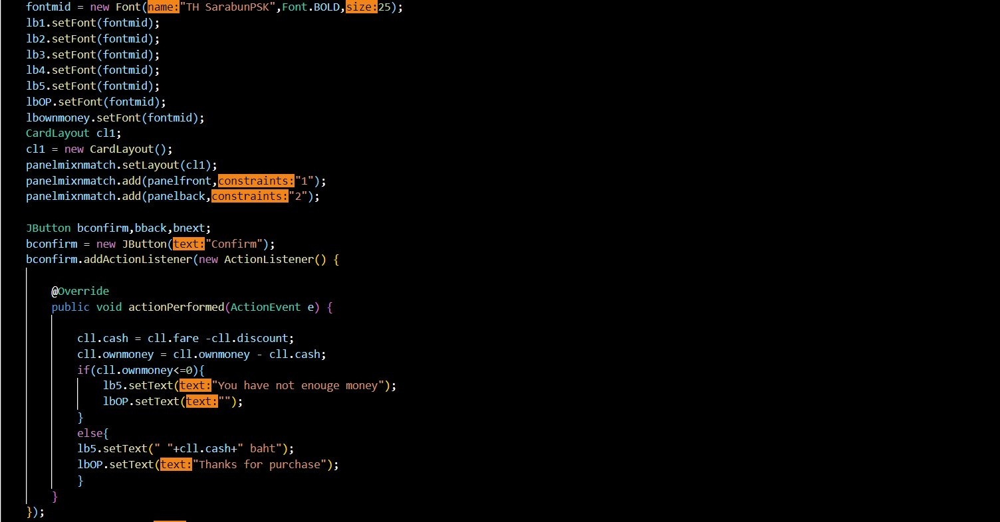 fontmid = new Font(name:"TH SarabunPSK",Font.BOLD,size:25);
lb1.setFont(fontmid);
lb2.setFont(fontmid);
lb3.setFont(fontmid);
lb4.setFont(fontmid);
lb5.setFont(fontmid);
lbOP.setFont(fontmid);
lbownmoney.setFont(fontmid);
CardLayout cl1;
cl1 = new CardLayout();
panelmixnmatch.setLayout(cl1);
panelmixnmatch.add(panelfront,constraints:"1");
panelmixnmatch.add(panelback,constraints:"2");
JButton bconfirm,bback,bnext;
bconfirm = new JButton(text:"Confirm");
bconfirm.addActionListener(new ActionListener() {
@Override
public void actionPerformed(ActionEvent e) {
cll.cash = cll.fare -cll.discount;
cll.ownmoney = cll.ownmoney - cll.cash;
if(cll.ownmoney<=0){
lb5.setText(text:"You have not enouge money");
lbOP.setText(text:"");
}
else{
lb5.setText(" "+cll.cash+" baht");
lbOP.setText(text:"Thanks for purchase");
}
}
});